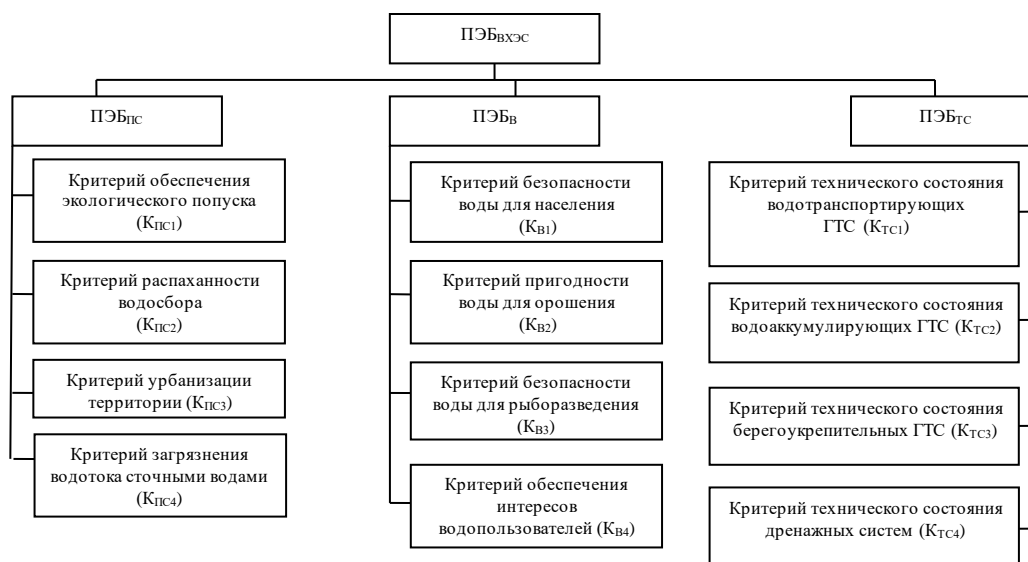 ПЭБВХЭС
ПЭБПС
ПЭБВ
ПЭБТС
Критерий обеспечения
экологического попуска
(КПС1)
Критерий распаханности
водосбора
(КПС2)
Критерий урбанизации
территории (КПС3)
Критерий загрязнения
водотока сточными водами
(КПС4)
Критерий безопасности
воды для населения
(КВ1)
Критерий пригодности
воды для орошения
(КВ2)
Критерий безопасности
воды для рыборазведения
(КВ3)
Критерий обеспечения
интересов
водопользователей (КВ4)
Критерий технического состояния
водотранспортирующих
ГТС (КТС1)
Критерий технического состояния
водоаккумулирующих ГТС (КТС2)
Критерий технического состояния
берегоукрепительных ГТС (КТС3)
Критерий технического состояния
дренажных систем (КТС4)